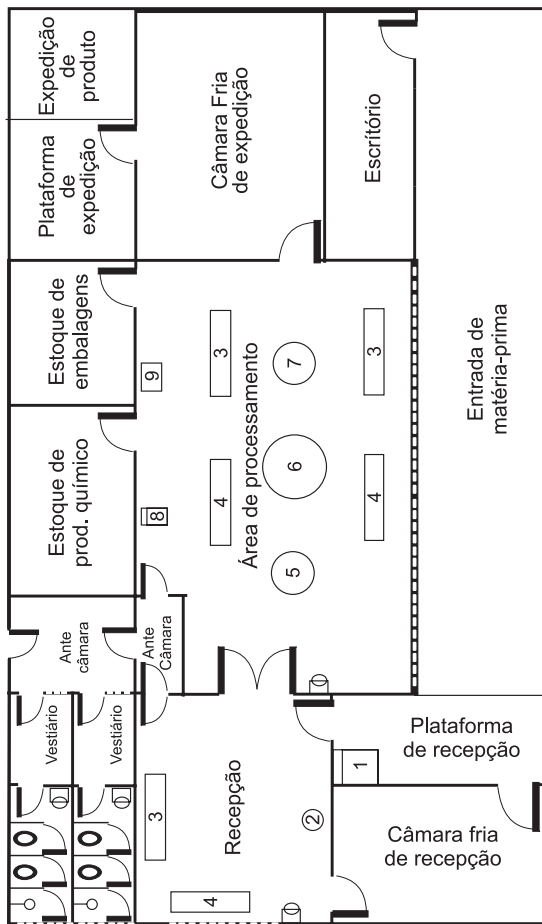 Expedição
de
produto
Plataforma
de
expedição
Câmara Fria
de expedição
Escritório
Estoque de
embalagens
Estoque de
prod. químico
9
8
3
3
7
Área de processamento
6
4
4
5
Entrada de
matéria-prima
Ante
câmara
Ante
Câmara
Vestiário
Vestiário
3
Recepção
4
2
1
Plataforma
de recepção
Câmara fria
de recepção